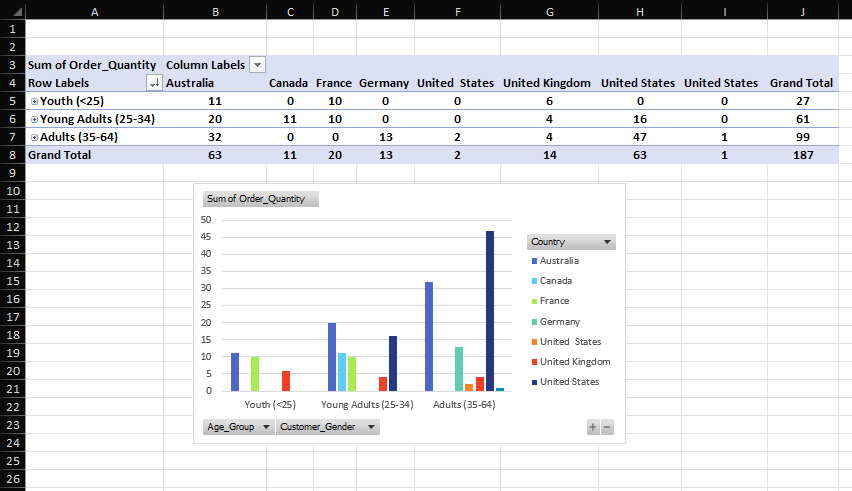 A B C D E F G H I J
1
2
3 Sum of Order_Quantity Column Labels
4 Row Labels Australia Canada France Germany United  States United Kingdom United States United States Grand Total
5 Youth (<25) 11 0 10 0 0 6 0 0 27
6 Young Adults (25-34) 20 11 10 0 0 4 16 0 61
7 Adults (35-64) 32 0 0 13 2 4 47 1 99
8 Grand Total 63 11 20 13 2 14 63 1 187
9
10
11
12
13
14
15
16
17
18
19
20
21
22
23
24
25
26
Sum of Order_Quantity
50
45
40
35
30
25
20
15
10
5
0
Youth (<25) Young Adults (25-34) Adults (35-64)
Country
Australia
Canada
France
Germany
United  States
United Kingdom
United States
Age_Group Customer_Gender + −